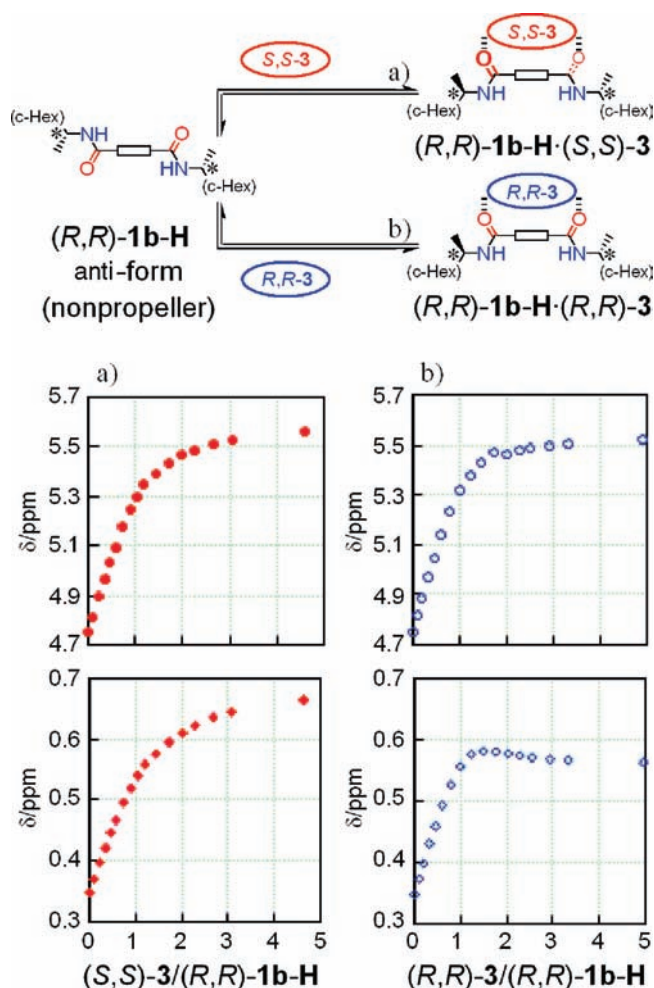 S,S-3
a)
S,S-3
O
O
NH
HN
(c-Hex)
*
*
(c-Hex)
(R,R)-1b-H·(S,S)-3
(c-Hex)
*
NH
O
O
HN
*
(c-Hex)
(R,R)-1b-H
anti-form
(nonpropeller)
b)
R,R-3
R,R-3
O
O
NH
HN
(c-Hex)
*
*
(c-Hex)
(R,R)-1b-H·(R,R)-3
a)
5.7
5.5
5.3
5.1
4.9
4.7
δ/ppm
b)
5.7
5.5
5.3
5.1
4.9
4.7
δ/ppm
0.7
0.6
0.5
0.4
0.3
δ/ppm
0 1 2 3 4 5
(S,S)-3/(R,R)-1b-H
0.7
0.6
0.5
0.4
0.3
δ/ppm
0 1 2 3 4 5
(R,R)-3/(R,R)-1b-H